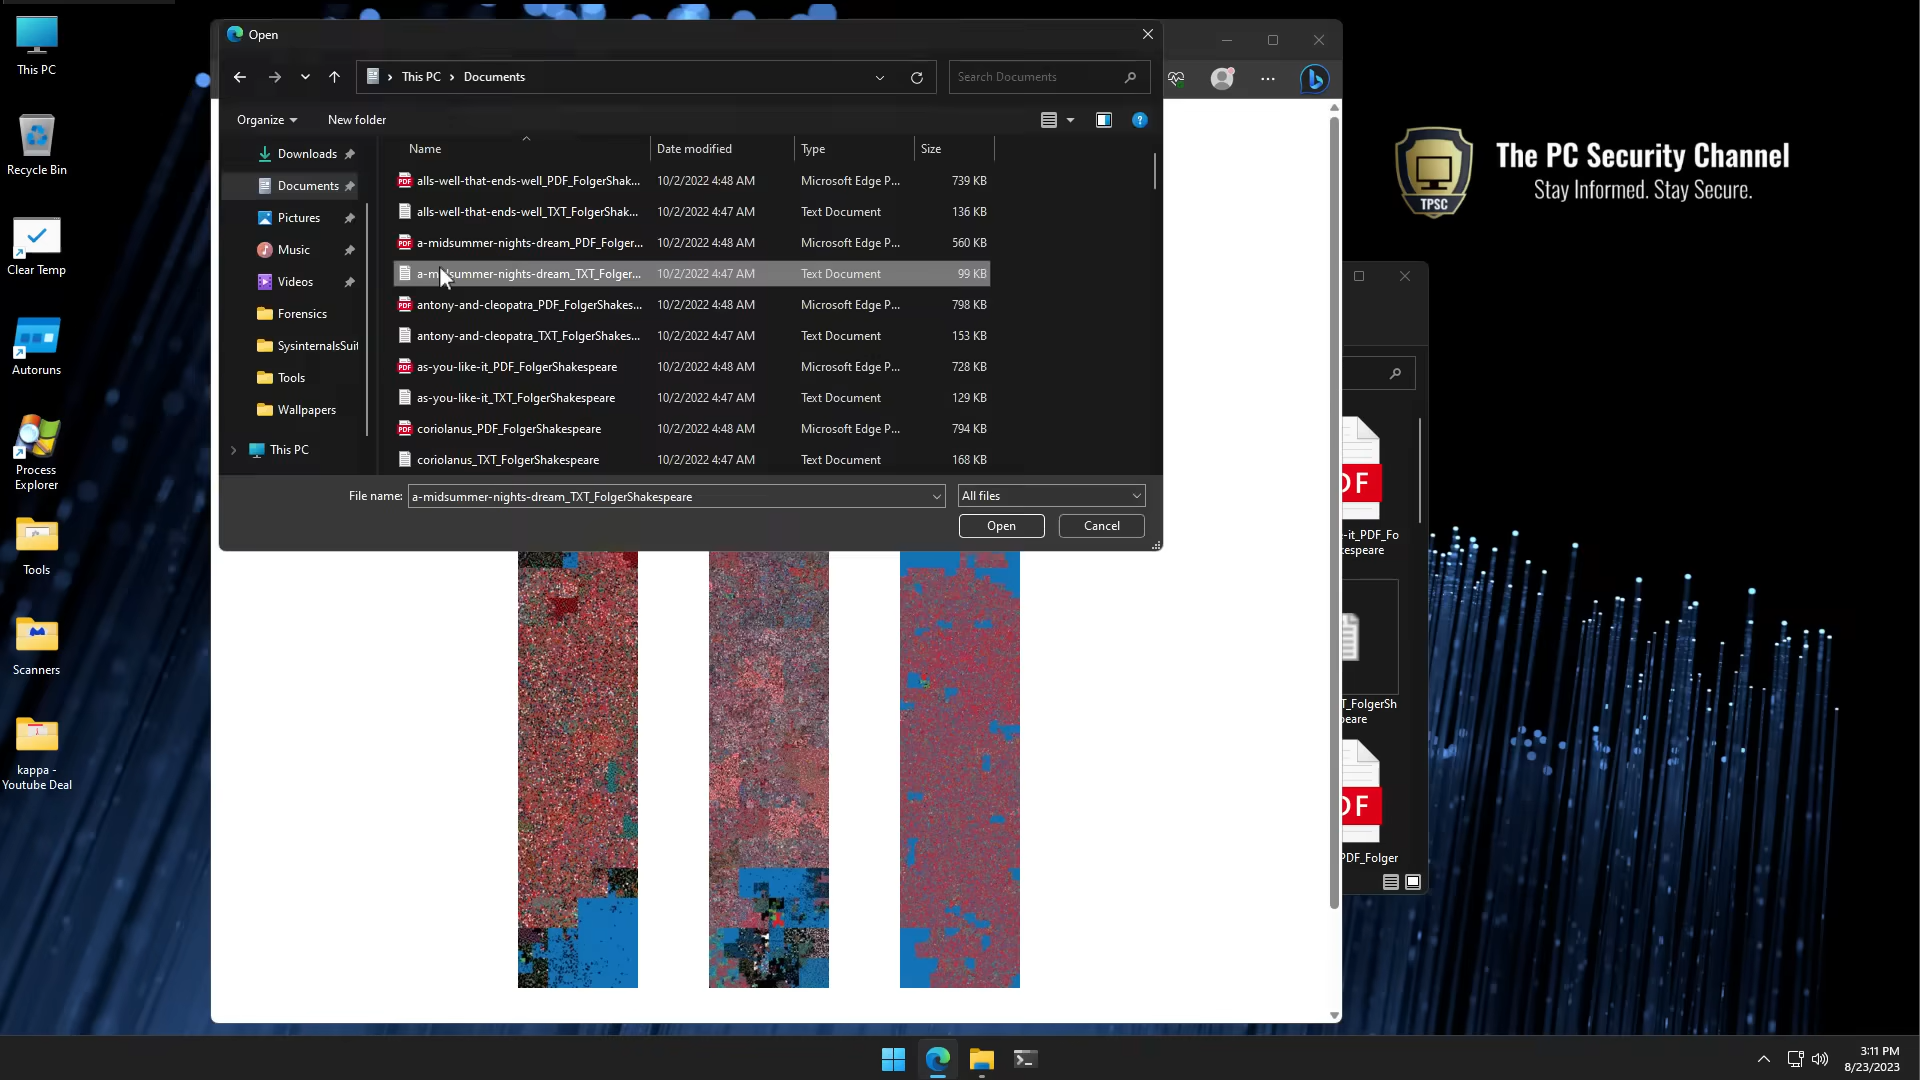 This PC
Recycle Bin
Clear Temp
Autoruns
Process
Explorer
Tools
Scanners
kappa -
Youtube Deal
Open
This PC
Documents
Search Documents
Organize
New folder
Downloads
Documents
Pictures
Music
Videos
Forensics
SysinternalsSuit
Tools
Wallpapers
This PC
Name Date modified Type Size
alls-well-that-ends-well_PDF_FolgerShak... 10/2/2022 4:48 AM Microsoft Edge P... 739 KB
alls-well-that-ends-well_TXT_FolgerShak... 10/2/2022 4:47 AM Text Document 136 KB
a-midsummer-nights-dream_PDF_Folger... 10/2/2022 4:48 AM Microsoft Edge P... 560 KB
a-midsummer-nights-dream_TXT_Folger... 10/2/2022 4:47 AM Text Document 99 KB
antony-and-cleopatra_PDF_FolgerShakes... 10/2/2022 4:48 AM Microsoft Edge P... 798 KB
antony-and-cleopatra_TXT_FolgerShakes... 10/2/2022 4:47 AM Text Document 153 KB
as-you-like-it_PDF_FolgerShakespeare 10/2/2022 4:48 AM Microsoft Edge P... 728 KB
as-you-like-it_TXT_FolgerShakespeare 10/2/2022 4:47 AM Text Document 129 KB
coriolanus_PDF_FolgerShakespeare 10/2/2022 4:48 AM Microsoft Edge P... 794 KB
coriolanus_TXT_FolgerShakespeare 10/2/2022 4:47 AM Text Document 168 KB
File name: a-midsummer-nights-dream_TXT_FolgerShakespeare All files
Open Cancel
TPSC
The PC Security Channel
Stay Informed. Stay Secure.
DF
-it_PDF_Fo
espeare
T_FolgerSh
peare
DF
PDF_Folger
3:11 PM
8/23/2023